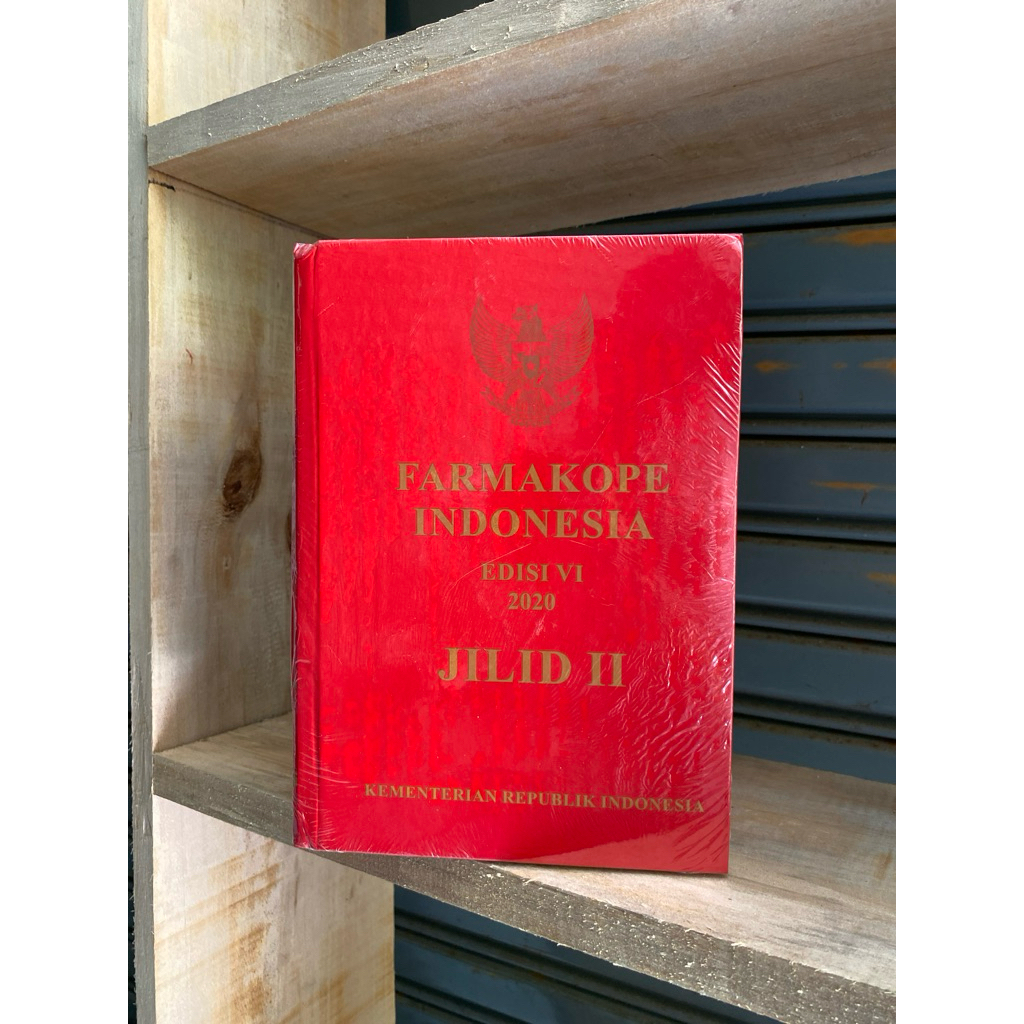 FARMAKOPE
INDONESIA
EDISI VI
2020
JILID II
KEMENTERIAN REPUBLIK INDONESIA